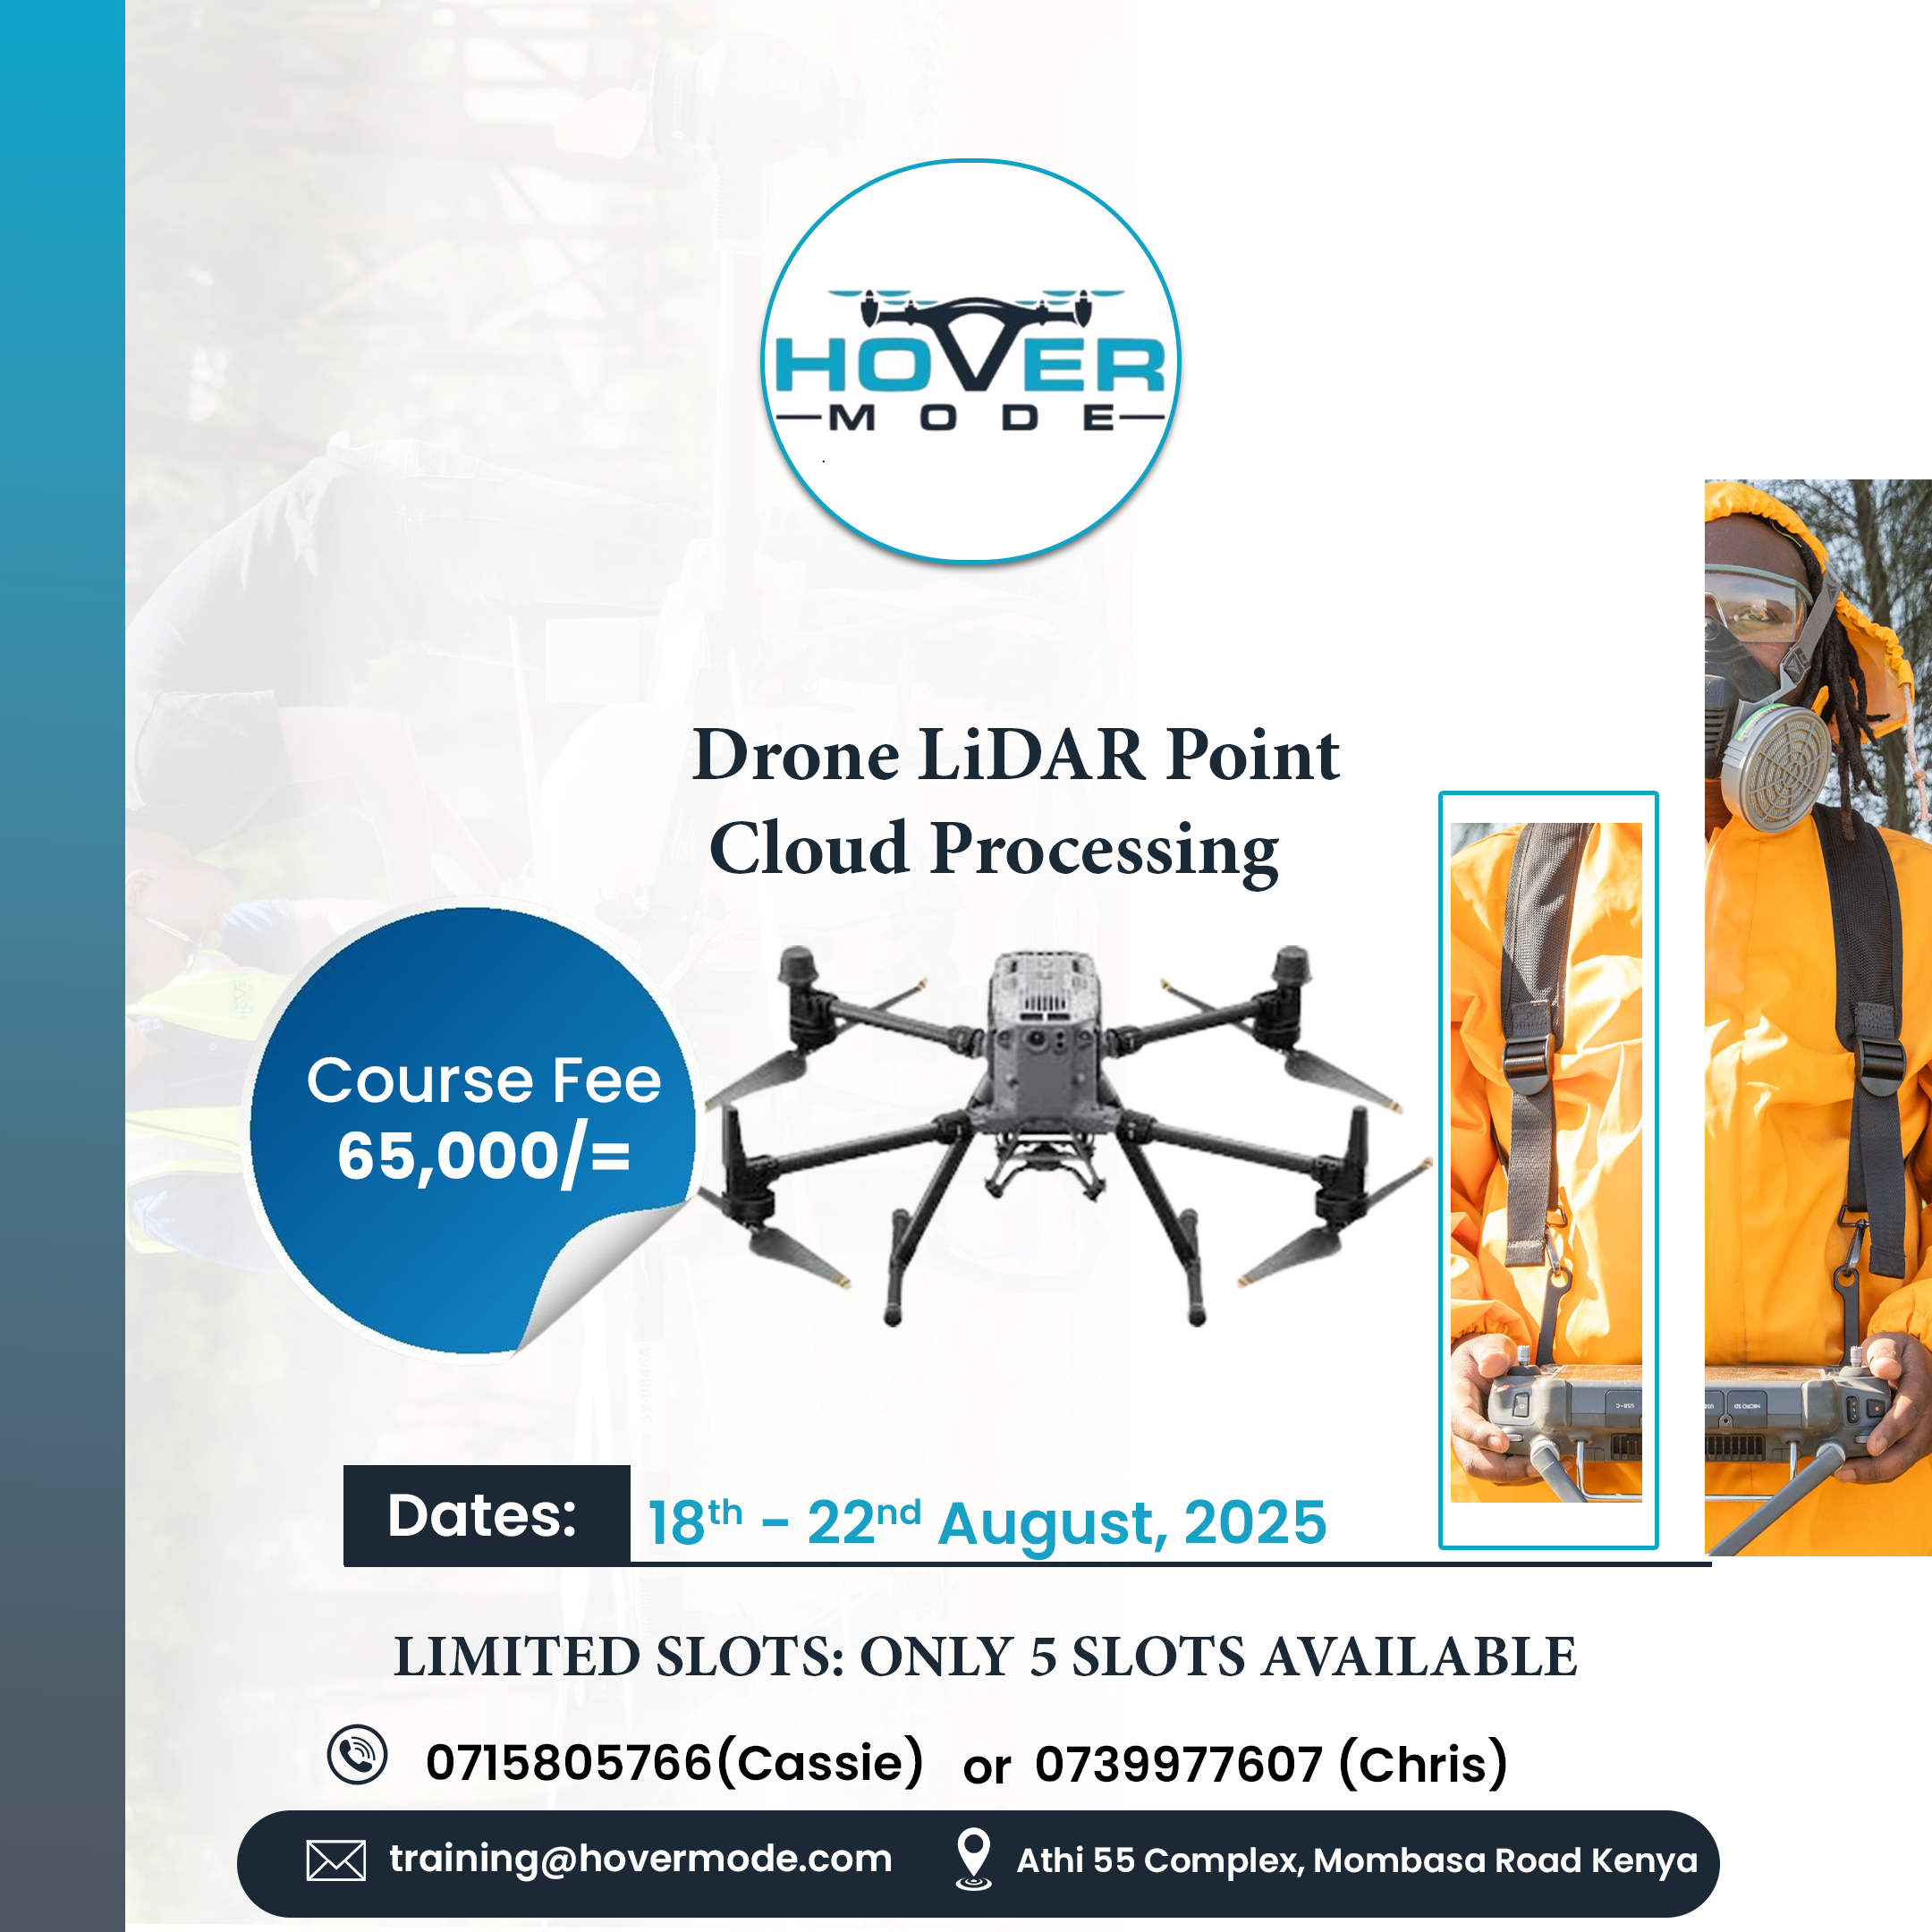 HOVER
MODE
Drone LiDAR Point
Cloud Processing
Course Fee
65,000/=
Dates:
18th - 22nd August, 2025
LIMITED SLOTS: ONLY 5 SLOTS AVAILABLE
0715805766(Cassie) or 0739977607 (Chris)
training@hovermode.com
Athi 55 Complex, Mombasa Road Kenya